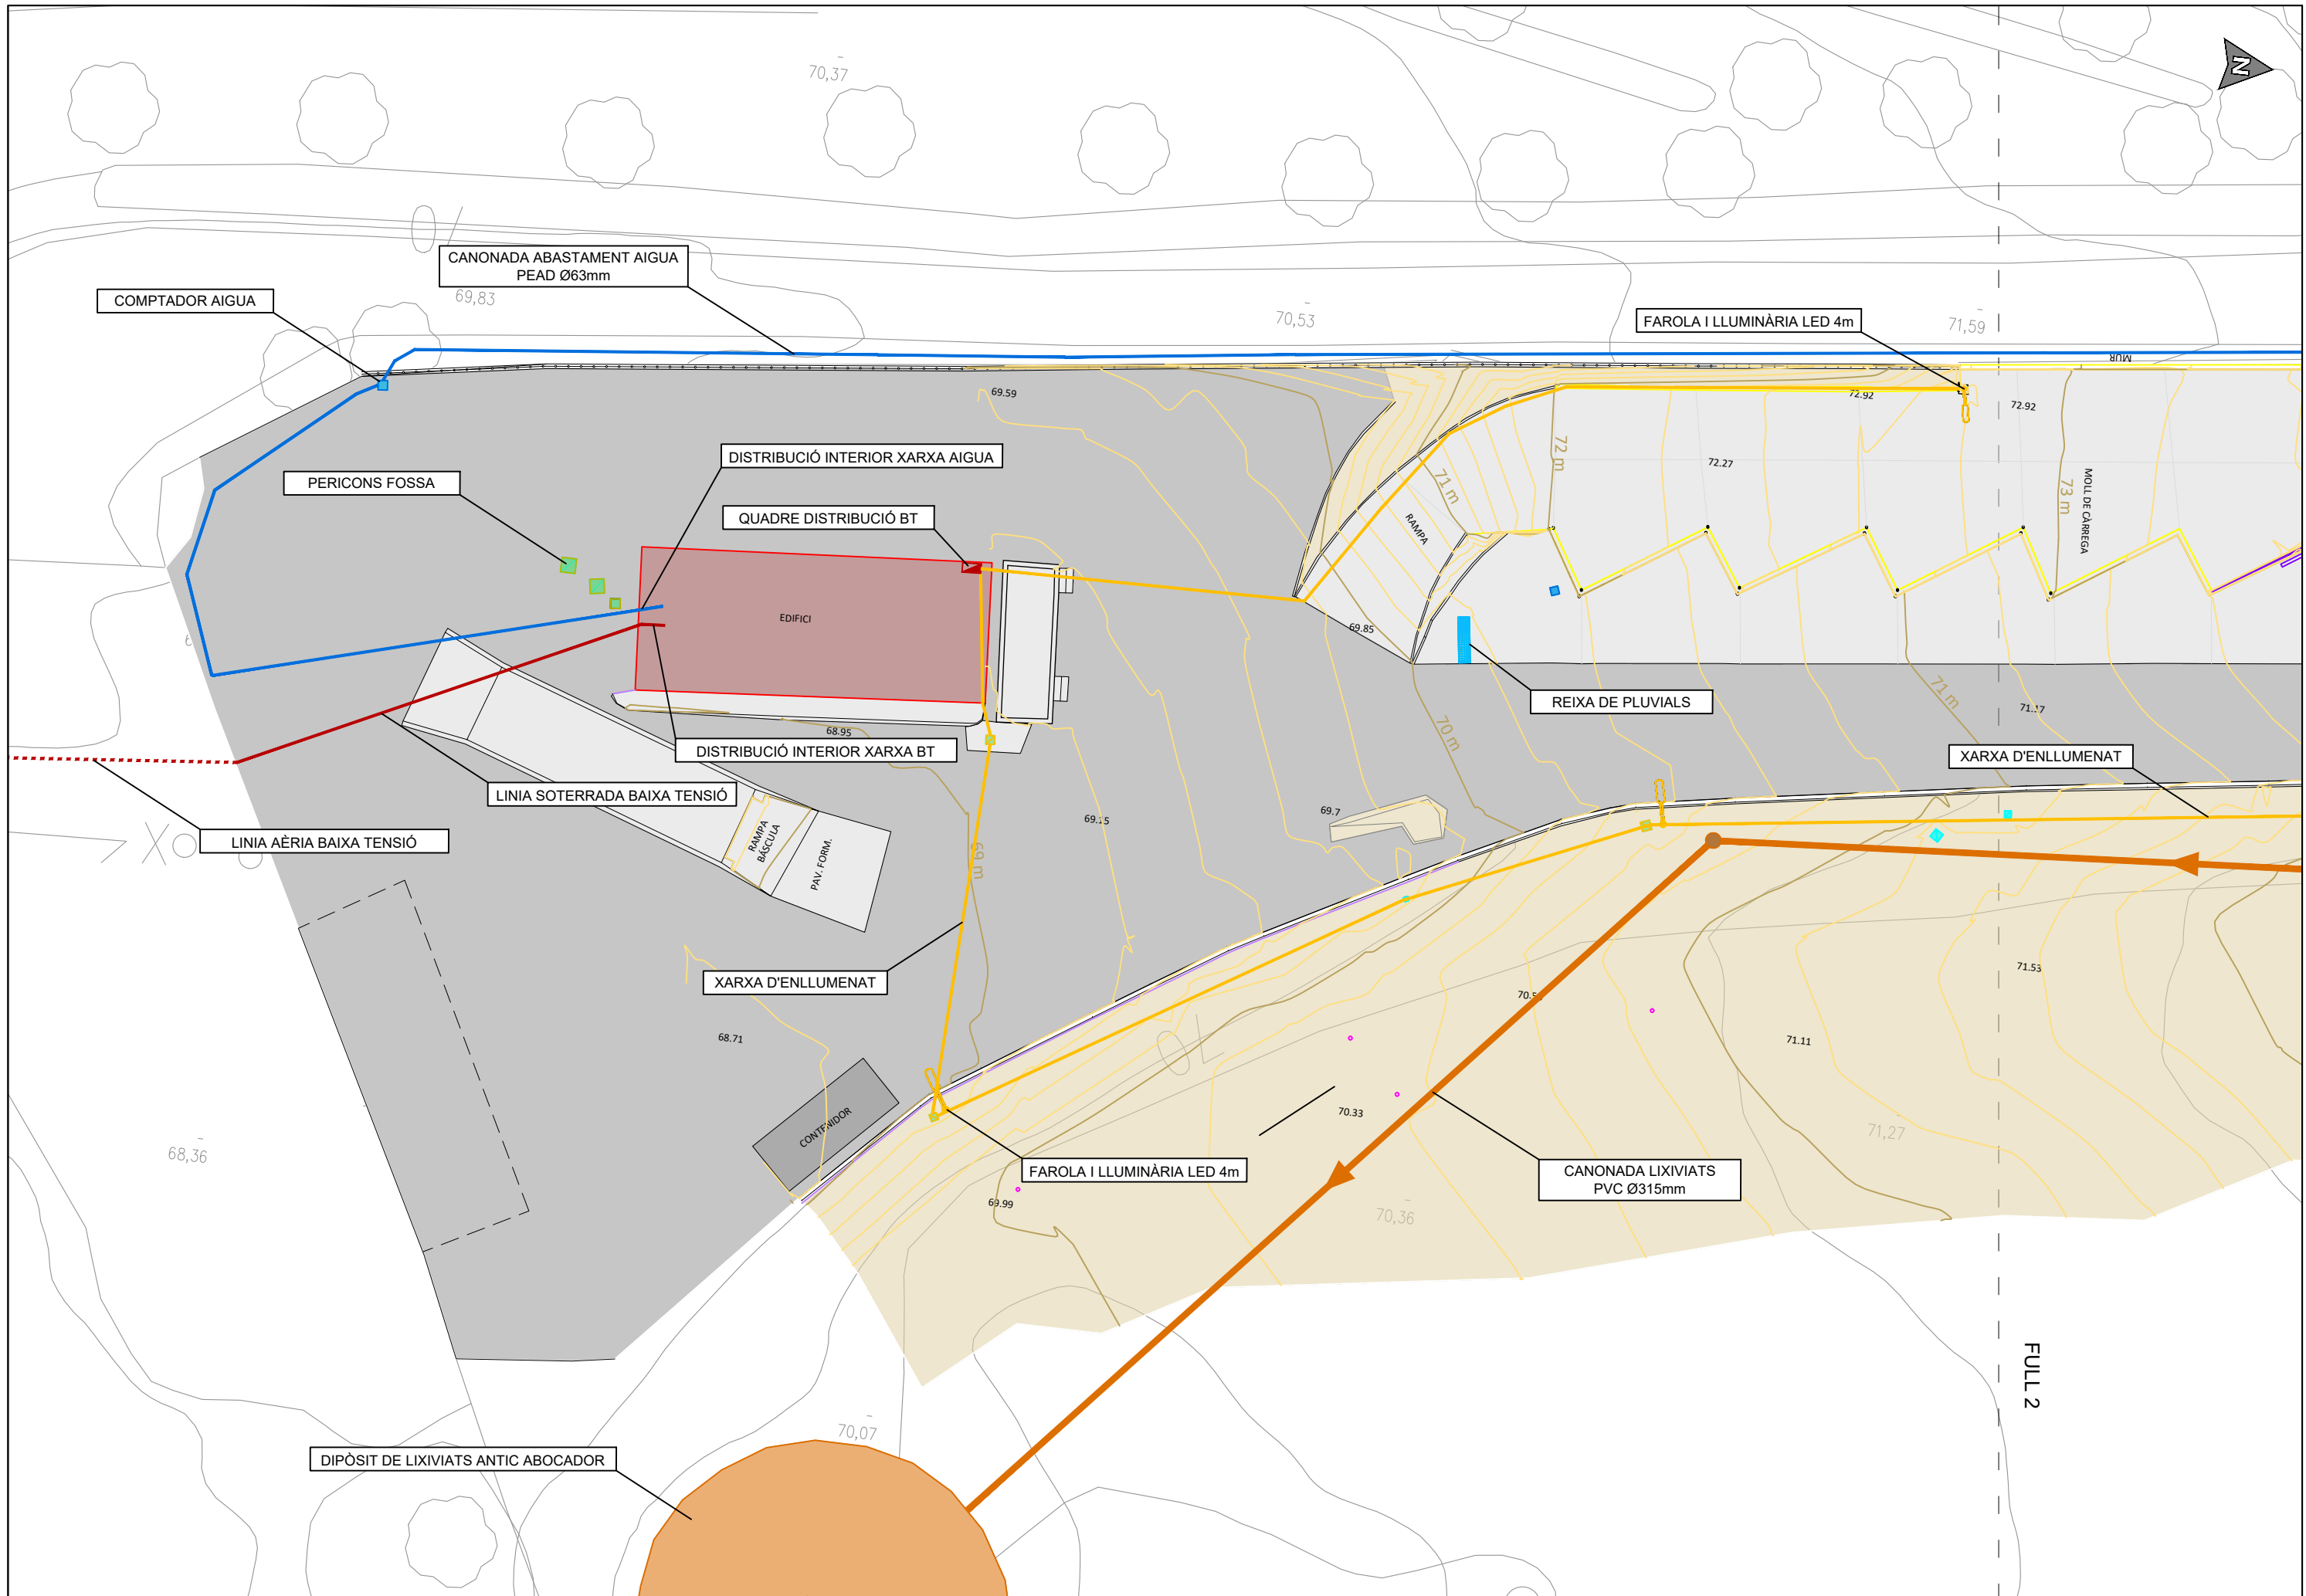 70,37
N
CANONADA ABASTAMENT AIGUA
PEAD Ø63mm
COMPTADOR AIGUA
69,83
70,53
FAROLA I LLUMINÀRIA LED 4m
71,59
MUR
69.59
72.92
72.92
DISTRIBUCIÓ INTERIOR XARXA AIGUA
PERICONS FOSSA
72 m
71 m
72.27
73 m
MOLL DE CÀRREGA
QUADRE DISTRIBUCIÓ BT
RAMPA
EDIFICI
69.85
REIXA DE PLUVIALS
71 m
71.17
68.95
70 m
DISTRIBUCIÓ INTERIOR XARXA BT
XARXA D'ENLLUMENAT
LINIA SOTERRADA BAIXA TENSIÓ
69.7
69.15
LINIA AÈRIA BAIXA TENSIÓ
RAMPA
BÁSCULA
PAV. FORM.
69 m
XARXA D'ENLLUMENAT
71.53
68.71
71.11
70.33
CONTENIDOR
71,27
68,36
FAROLA I LLUMINÀRIA LED 4m
CANONADA LIXIVIATS
PVC Ø315mm
69.99
70,36
FULL 2
70,07
DIPÒSIT DE LIXIVIATS ANTIC ABOCADOR